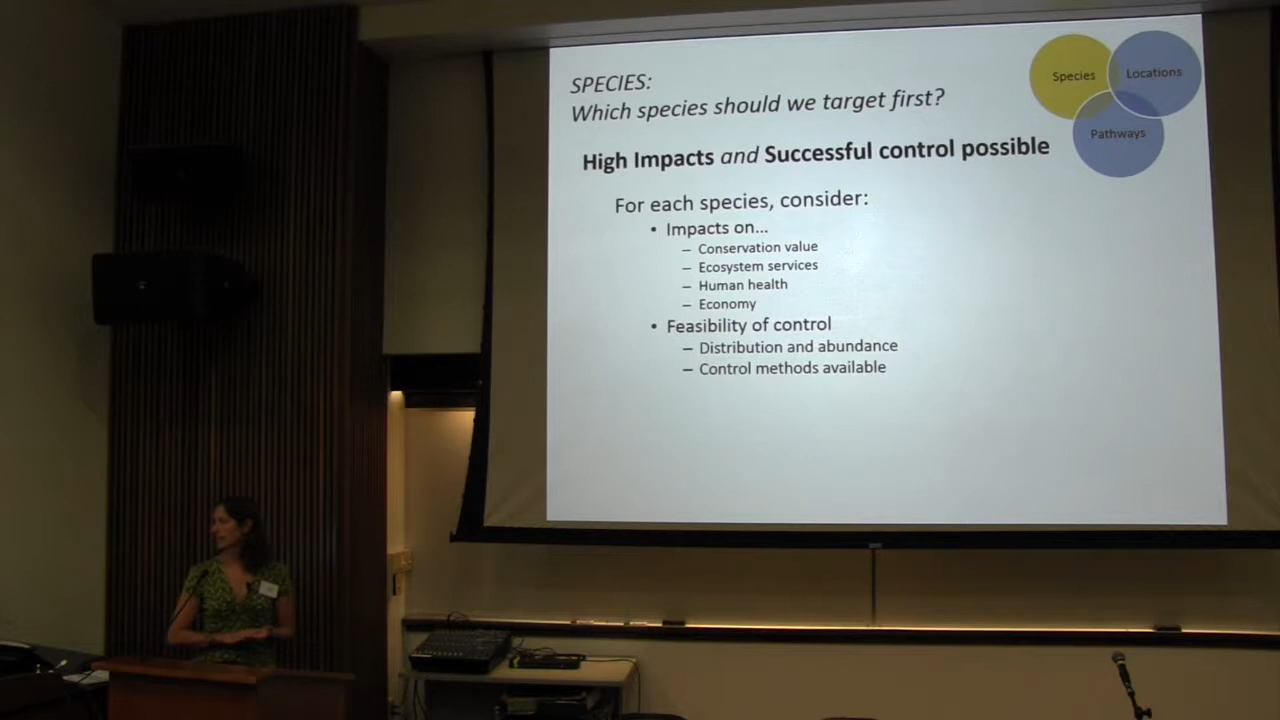 SPECIES:
Which species should we target first?
Species
Locations
Pathways
High Impacts and Successful control possible
For each species, consider:
• Impacts on...
– Conservation value
– Ecosystem services
– Human health
– Economy
• Feasibility of control
– Distribution and abundance
– Control methods available